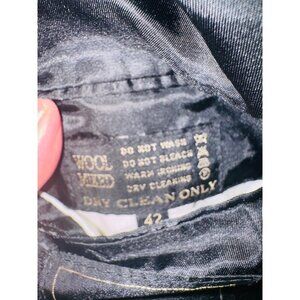 WOOL
MIXED
DO NOT WASH
DO NOT BLEACH
WARM IRONING
DRY CLEANING
DRY CLEAN ONLY
42